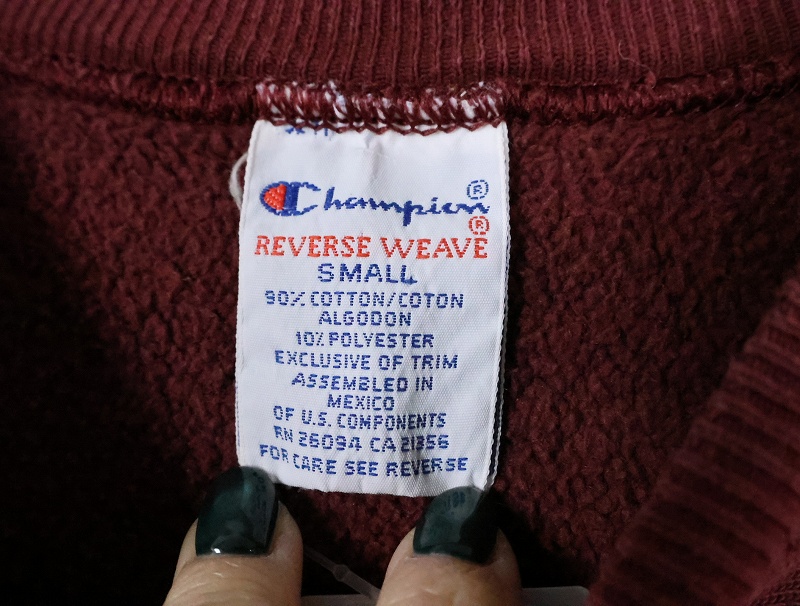 Champion ®
®
REVERSE WEAVE
SMALL
90% COTTON/COTON
ALGODON
10% POLYESTER
EXCLUSIVE OF TRIM
ASSEMBLED IN
MEXICO
OF U.S. COMPONENTS
RN 26094 CA 21356
FOR CARE SEE REVERSE